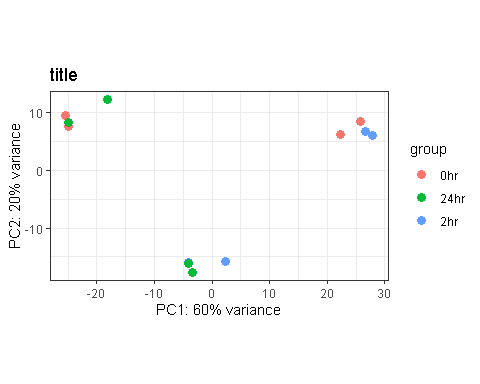 title
10
0
-10
PC2: 20% variance
-20
-10
0
10
20
30
PC1: 60% variance
group
0hr
24hr
2hr